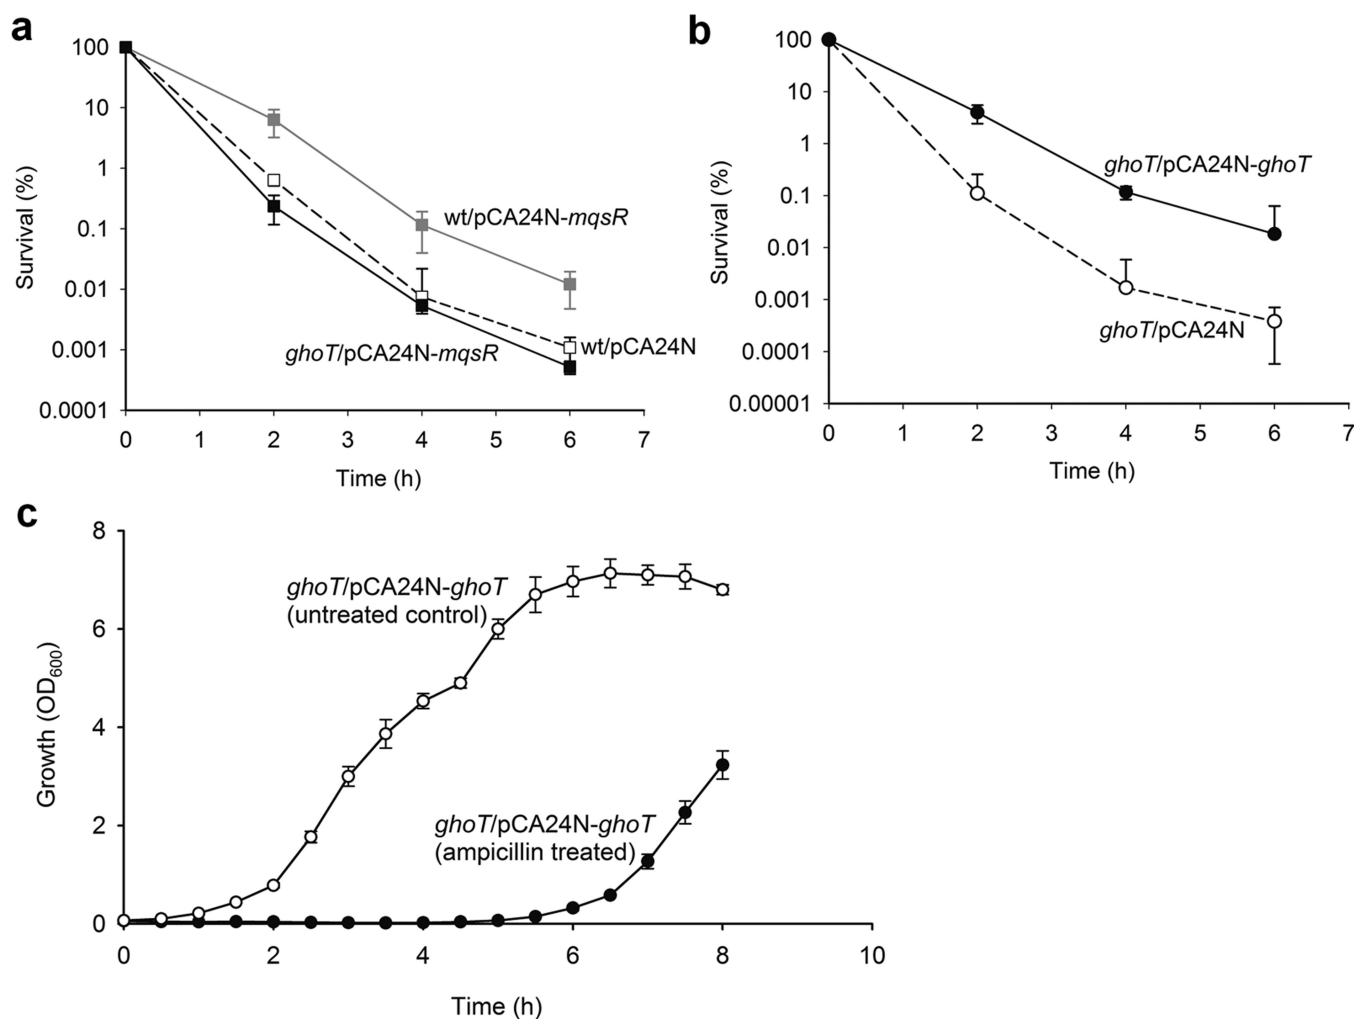 a
100
10
1
0.1
0.01
0.001
0.0001
Survival (%)
wt/pCA24N-mqsR
wt/pCA24N
ghoT/pCA24N-mqsR
0 1 2 3 4 5 6 7
Time (h)
b
100
10
1
0.1
0.01
0.001
0.0001
0.00001
Survival (%)
ghoT/pCA24N-ghoT
ghoT/pCA24N
0 1 2 3 4 5 6 7
Time (h)
c
8
6
4
2
0
Growth (OD600)
ghoT/pCA24N-ghoT
(untreated control)
ghoT/pCA24N-ghoT
(ampicillin treated)
0 2 4 6 8 10
Time (h)